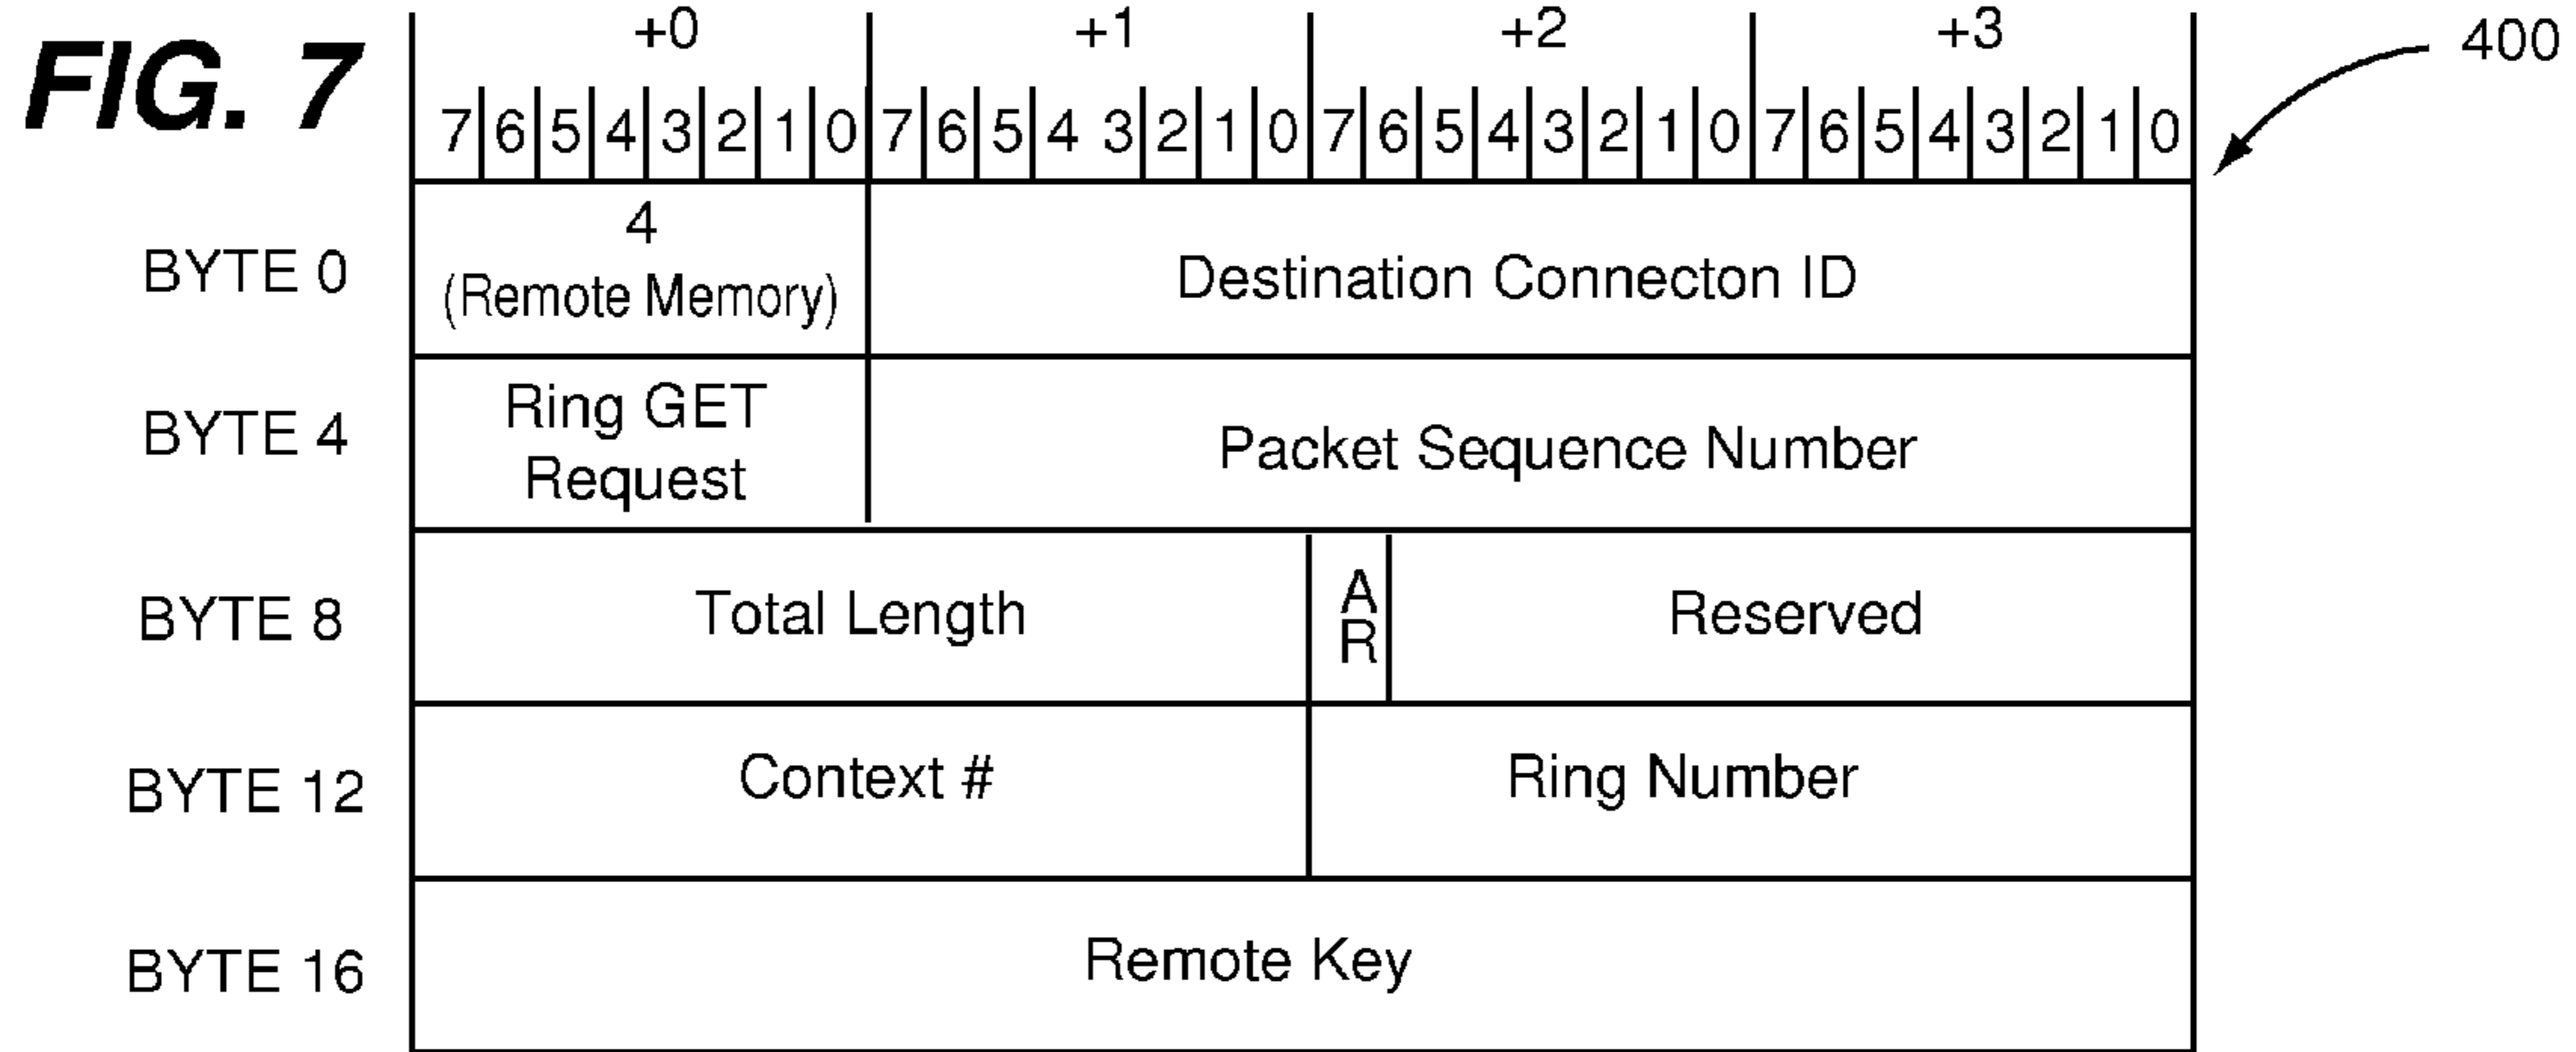 FIG. 7
+0 +1 +2 +3
400
7 6 5 4 3 2 1 0 7 6 5 4 3 2 1 0 7 6 5 4 3 2 1 0 7 6 5 4 3 2 1 0
BYTE 0
4
(Remote Memory)
Destination Connecton ID
BYTE 4
Ring GET
Request
Packet Sequence Number
BYTE 8
Total Length
A
R
Reserved
BYTE 12
Context #
Ring Number
BYTE 16
Remote Key